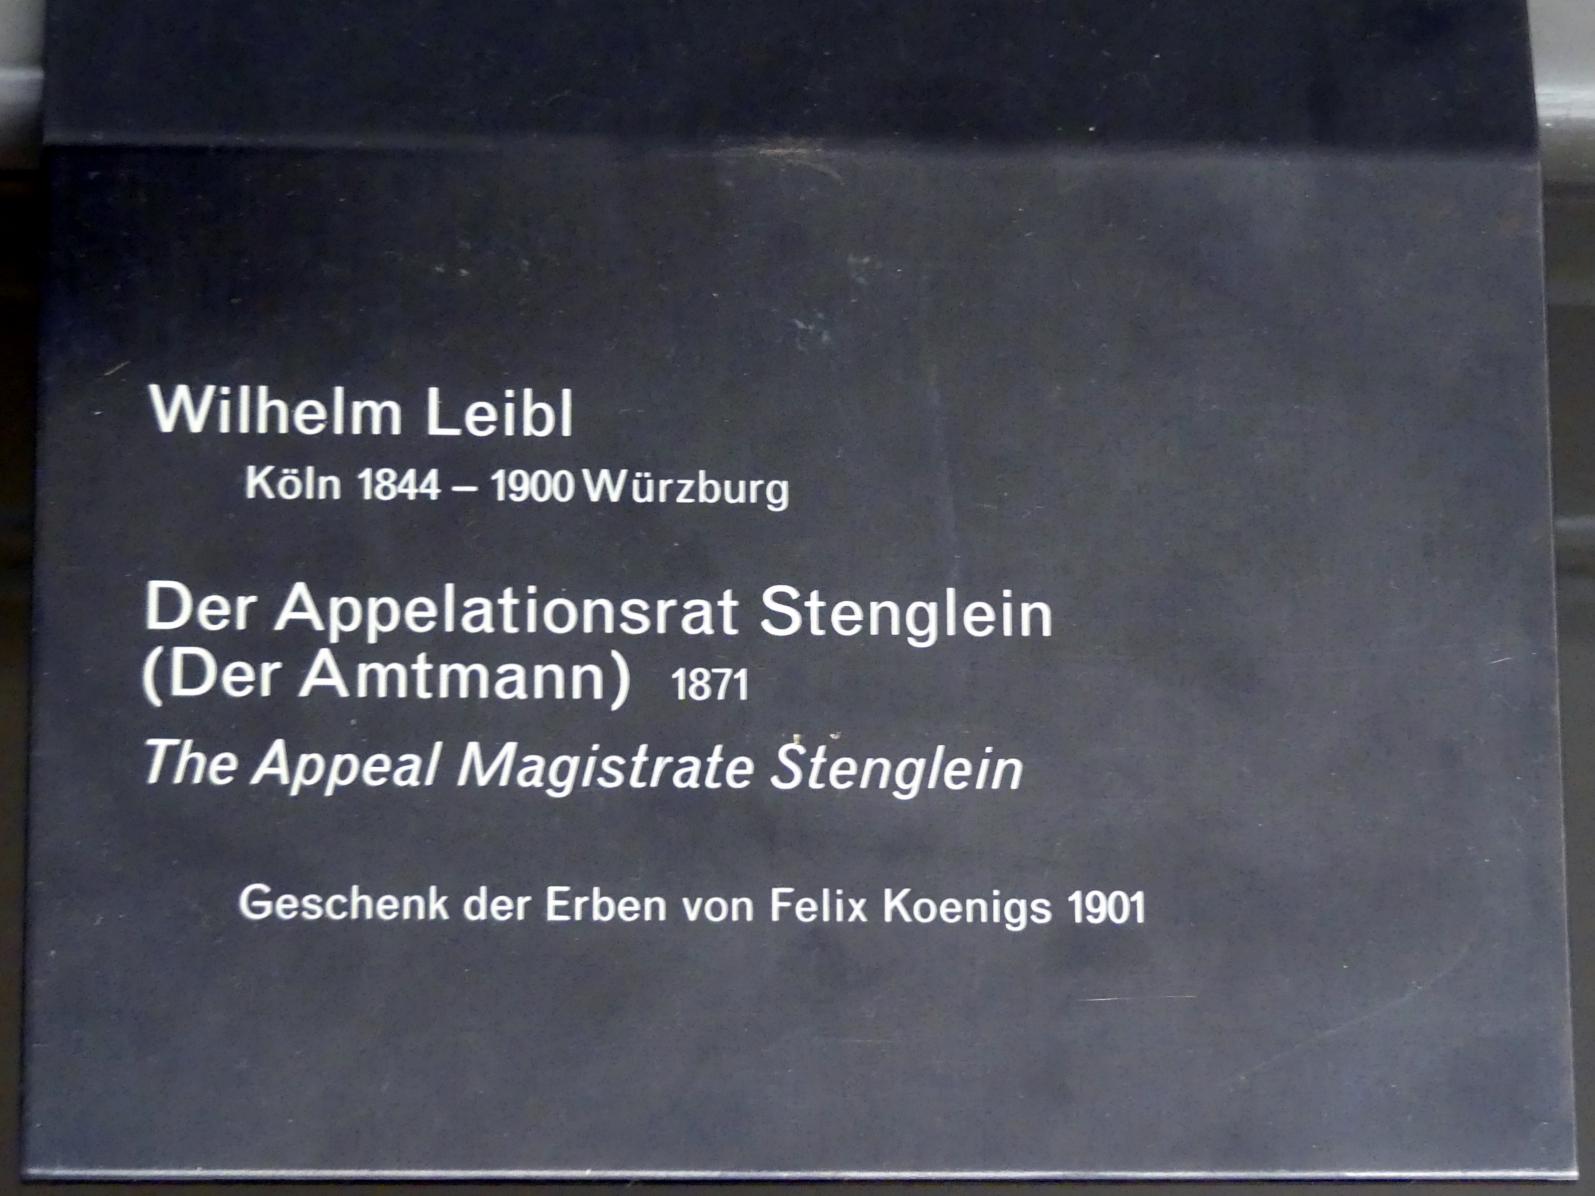 Wilhelm Leibl
Köln 1844 – 1900 Würzburg
Der Appelationsrat Stenglein
(Der Amtmann) 1871
The Appeal Magistrate Stenglein
Geschenk der Erben von Felix Koenigs 1901